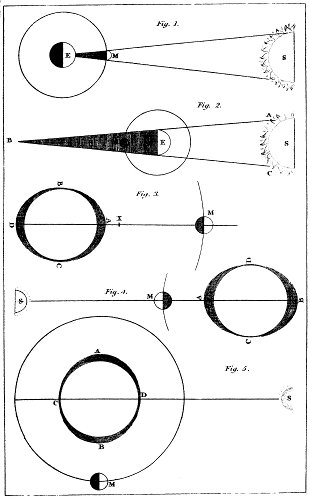 Fig. 1.
E M S
Fig. 2.
B E A S C
Fig. 3.
B D A C X M
Fig. 4.
S M D A B C
Fig. 5.
A C D B M S